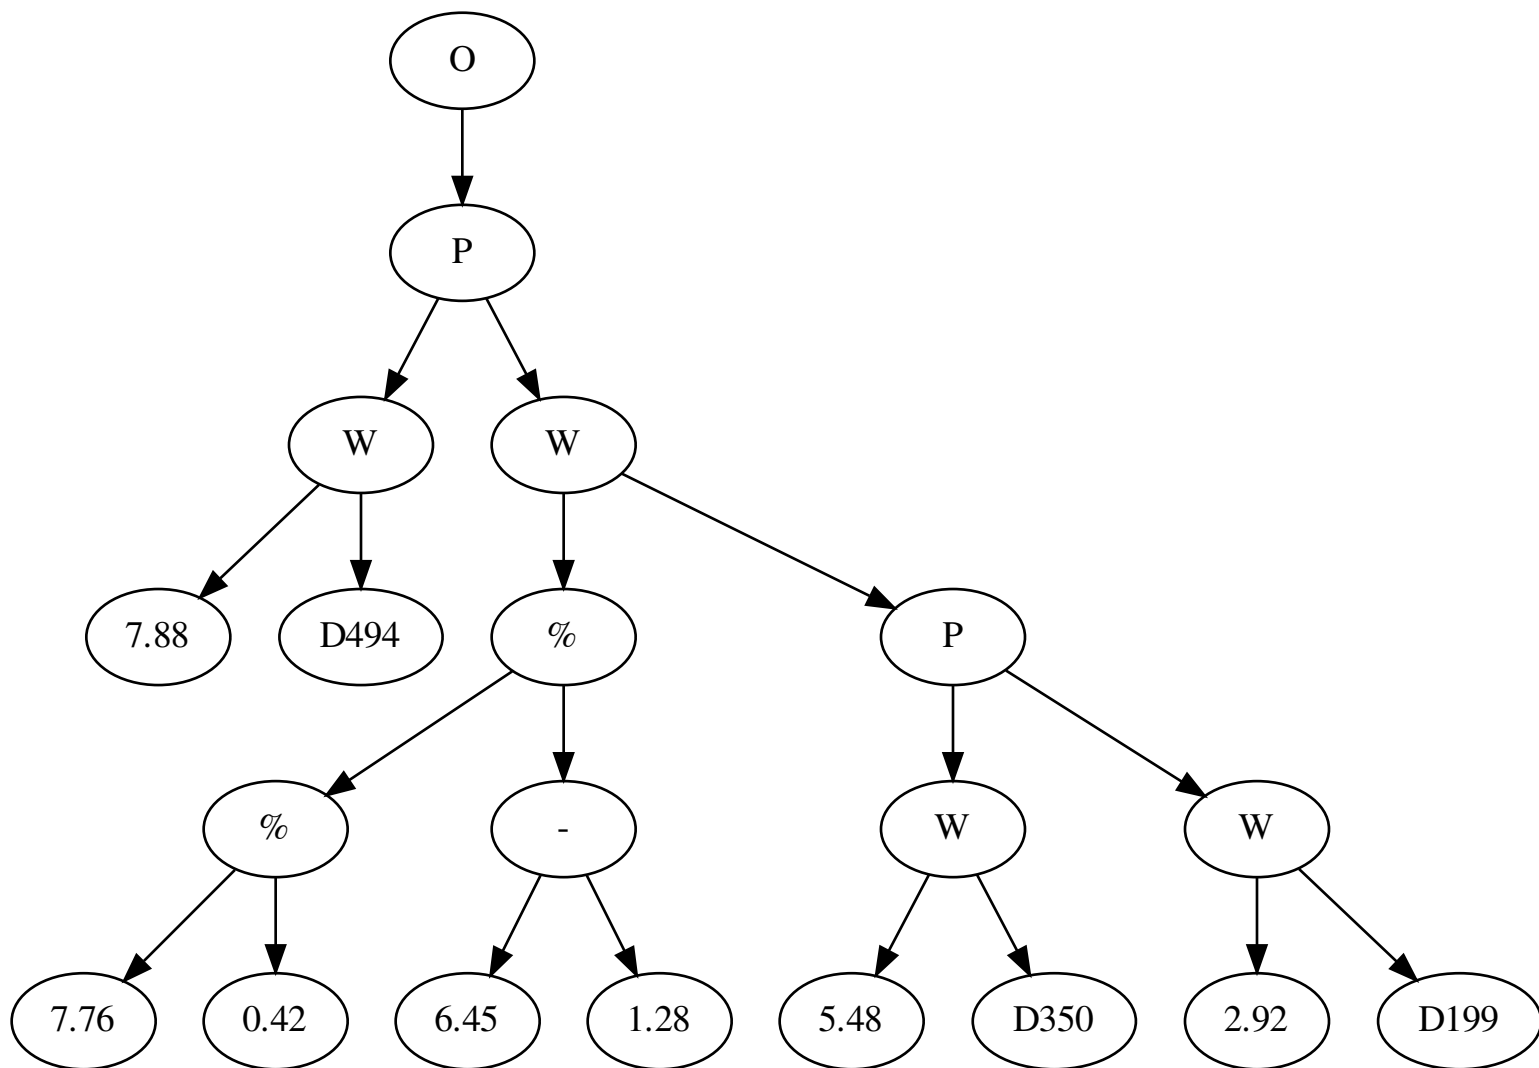 O
P
W W
7.88 D494 % P
% - W W
7.76 0.42 6.45 1.28 5.48 D350 2.92 D199